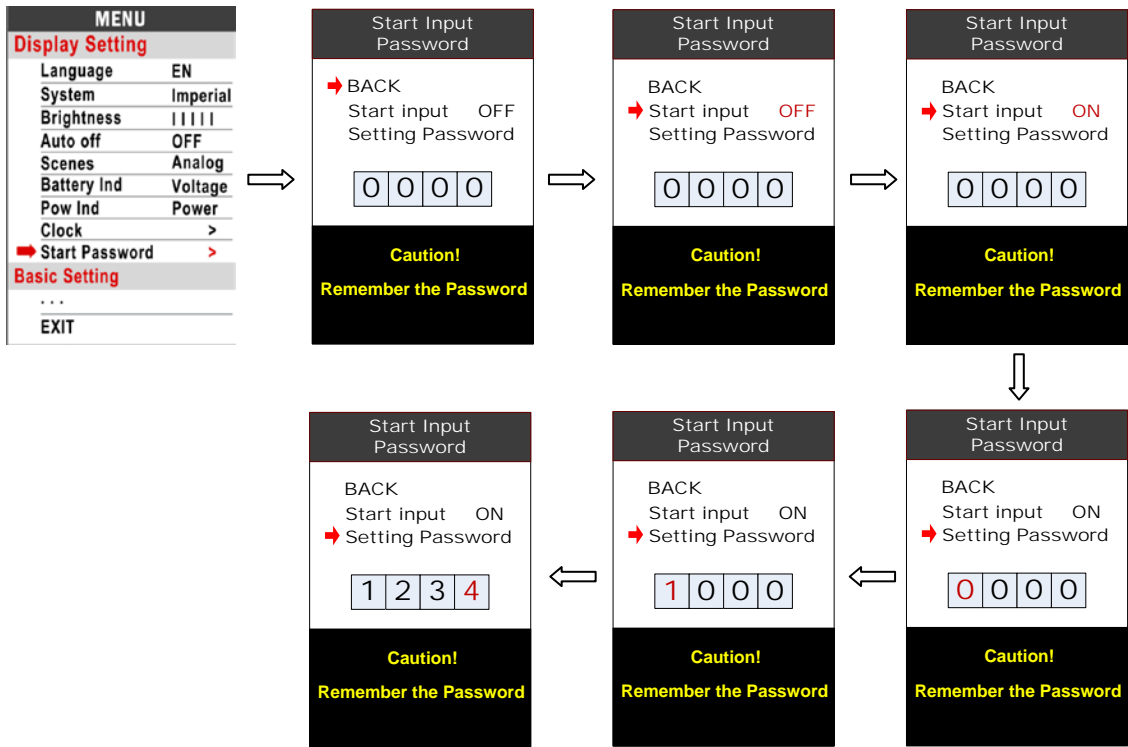 MENU
Display Setting
Language EN
System Imperial
Brightness | | | | |
Auto off OFF
Scenes Analog
Battery Ind Voltage
Pow Ind Power
Clock >
Start Password >
Basic Setting
. . .
EXIT
Start Input
Password
BACK
Start input OFF
Setting Password
0 0 0 0
Caution!
Remember the Password
Start Input
Password
BACK
Start input OFF
Setting Password
0 0 0 0
Caution!
Remember the Password
Start Input
Password
BACK
Start input ON
Setting Password
0 0 0 0
Caution!
Remember the Password
Start Input
Password
BACK
Start input ON
Setting Password
0 0 0 0
Caution!
Remember the Password
Start Input
Password
BACK
Start input ON
Setting Password
1 0 0 0
Caution!
Remember the Password
Start Input
Password
BACK
Start input ON
Setting Password
1 2 3 4
Caution!
Remember the Password